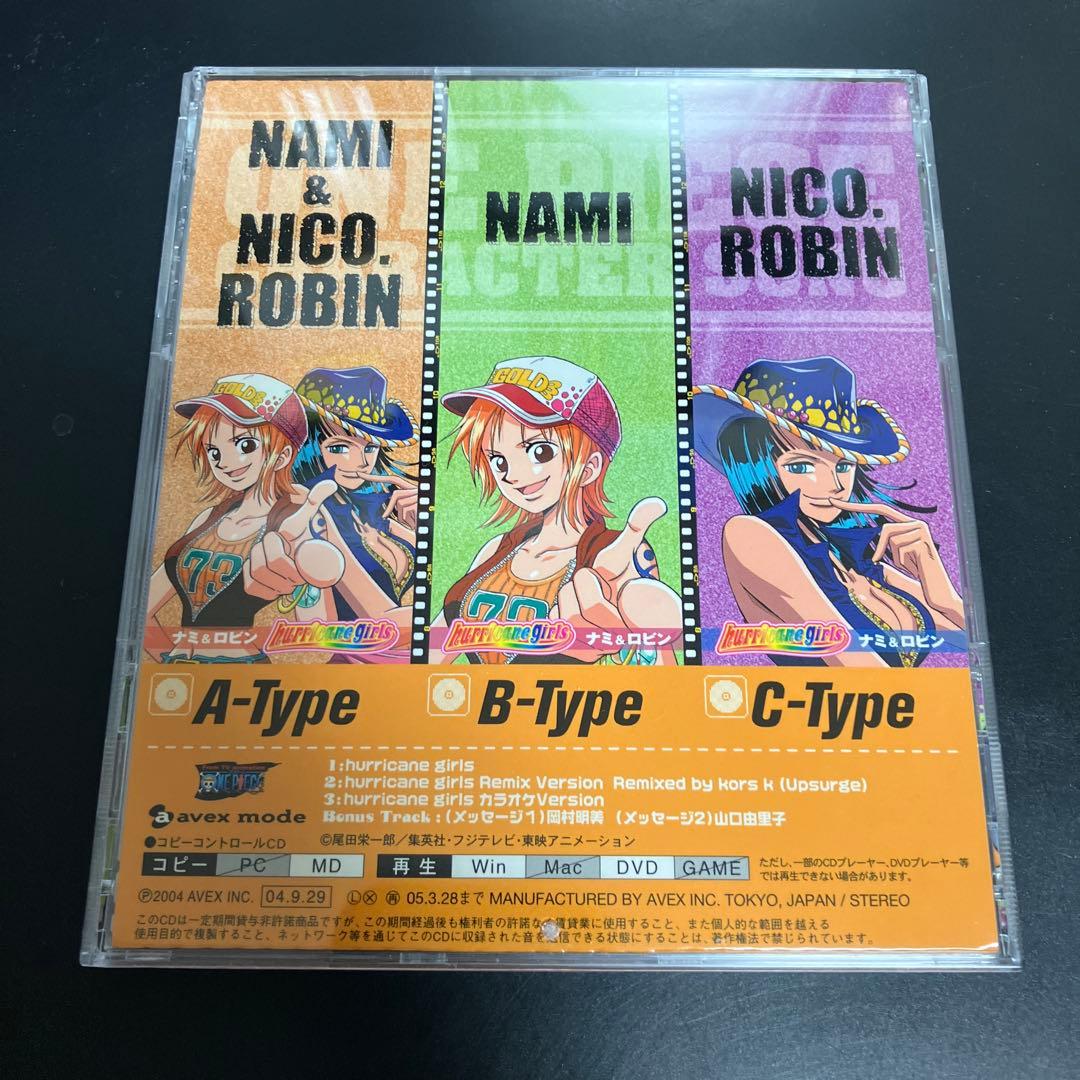 NAMI
&
NICO.
ROBIN
NAMI
NICO.
ROBIN
ONE PIECE
CHARACTER SONG
GOLD
GOLD
73
ナミ&ロビン hurricane girls
hurricane girls ナミ&ロビン
hurricane girls ナミ&ロビン
A-Type
B-Type
C-Type
From TV animation
ONE PIECE
1:hurricane girls
2:hurricane girls Remix Version Remixed by kors k (Upsurge)
3:hurricane girls カラオケVersion
Bonus Track : (メッセージ1)岡村明美 (メッセージ2)山口由里子
a avex mode
●コピーコントロールCD
©尾田栄一郎／集英社・フジテレビ・東映アニメーション
コピー PC MD 再生 Win Mac DVD GAME
ただし、一部のCDプレーヤー、DVDプレーヤー等
では再生できない場合があります。
Ⓟ2004 AVEX INC. 04.9.29 Ⓛ ⓧ 再 05.3.28まで MANUFACTURED BY AVEX INC. TOKYO, JAPAN / STEREO
このCDは一定期間貸与非許諾商品ですが、この期間経過後も権利者の許諾なく賃貸業に使用すること、また個人的な範囲を越える
使用目的で複製すること、ネットワーク等を通じてこのCDに収録された音を送信できる状態にすることは、著作権法で禁じられています。